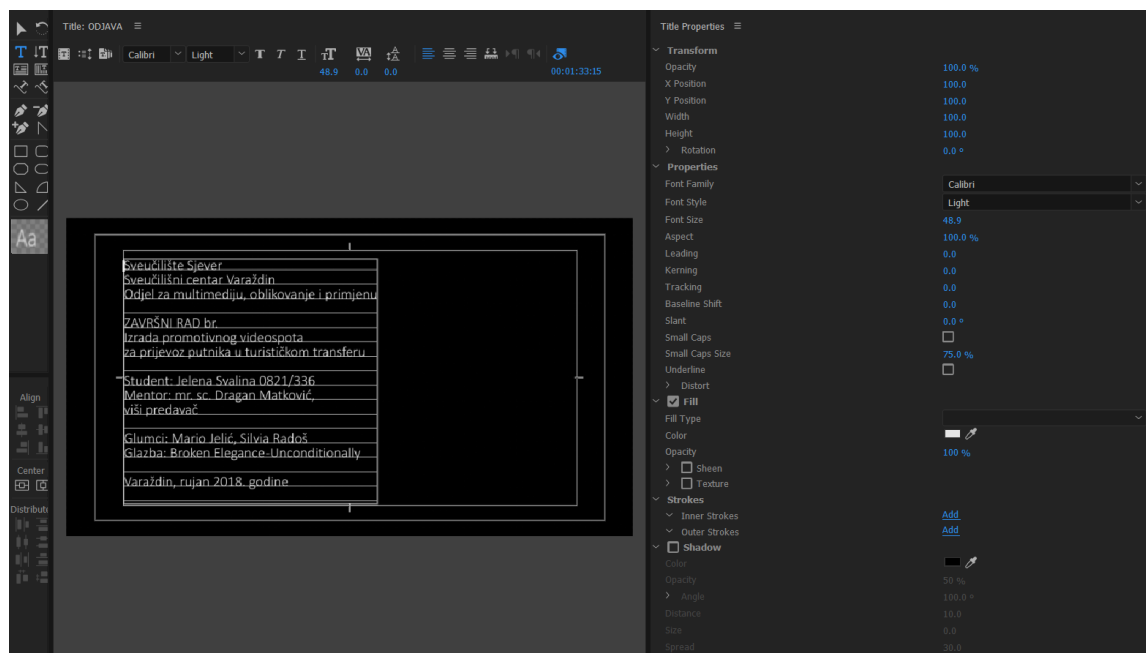 Title: ODJAVA
Calibri Light T T T TT VA
48.9 0.0 0.0 00:01:33:15
Sveučilište Sjever
Sveučilišni centar Varaždin
Odjel za multimediju, oblikovanje i primjenu
ZAVRŠNI RAD br.
Izrada promotivnog videospota
za prijevoz putnika u turističkom transferu
Student: Jelena Svalina 0821/336
Mentor: mr. sc. Dragan Matković,
viši predavač
Glumci: Mario Jelić, Silvia Radoš
Glazba: Broken Elegance-Unconditionally
Varaždin, rujan 2018. godine
Aa
Align
Center
Distribute
Title Properties
Transform
Opacity 100.0 %
X Position 100.0
Y Position 100.0
Width 100.0
Height 100.0
Rotation 0.0 °
Properties
Font Family Calibri
Font Style Light
Font Size 48.9
Aspect 100.0 %
Leading 0.0
Kerning 0.0
Tracking 0.0
Baseline Shift 0.0
Slant 0.0 °
Small Caps
Small Caps Size 75.0 %
Underline
Distort
Fill
Fill Type
Color
Opacity 100 %
Sheen
Texture
Strokes
Inner Strokes Add
Outer Strokes Add
Shadow
Color
Opacity 50 %
Angle 100.0 °
Distance 10.0
Size 0.0
Spread 30.0